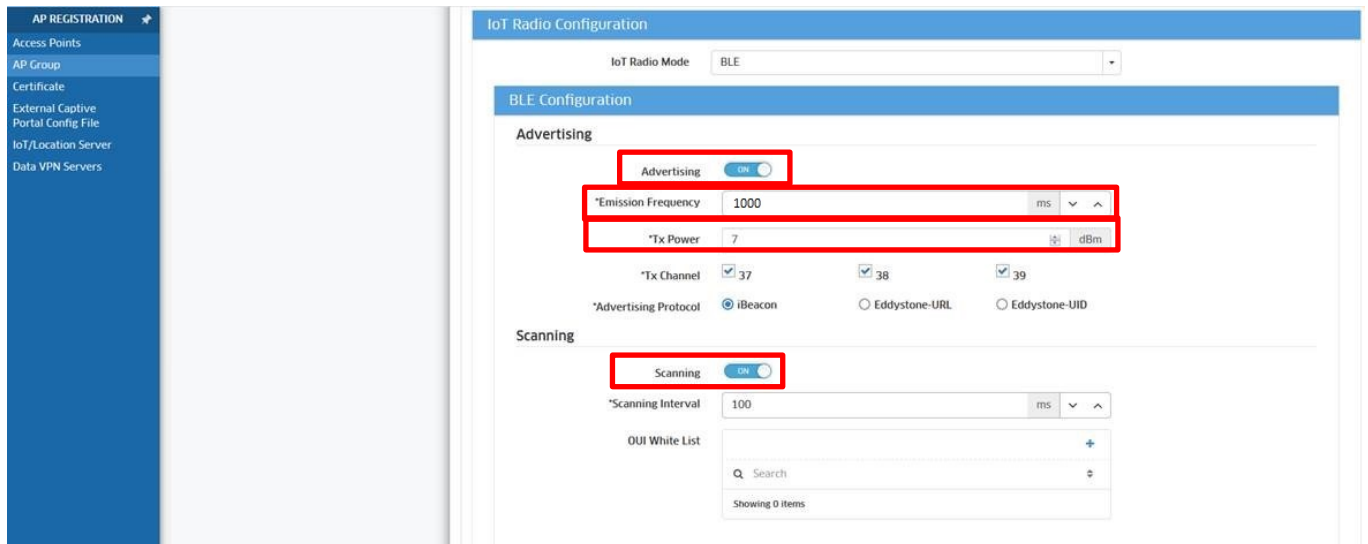 AP REGISTRATION
Access Points
AP Group
Certificate
External Captive
Portal Config File
IoT/Location Server
Data VPN Servers
IoT Radio Configuration
IoT Radio Mode BLE
BLE Configuration
Advertising
Advertising ON
*Emission Frequency 1000 ms
*Tx Power 7 dBm
*Tx Channel 37 38 39
*Advertising Protocol iBeacon Eddystone-URL Eddystone-UID
Scanning
Scanning ON
*Scanning Interval 100 ms
OUI White List +
Search
Showing 0 items